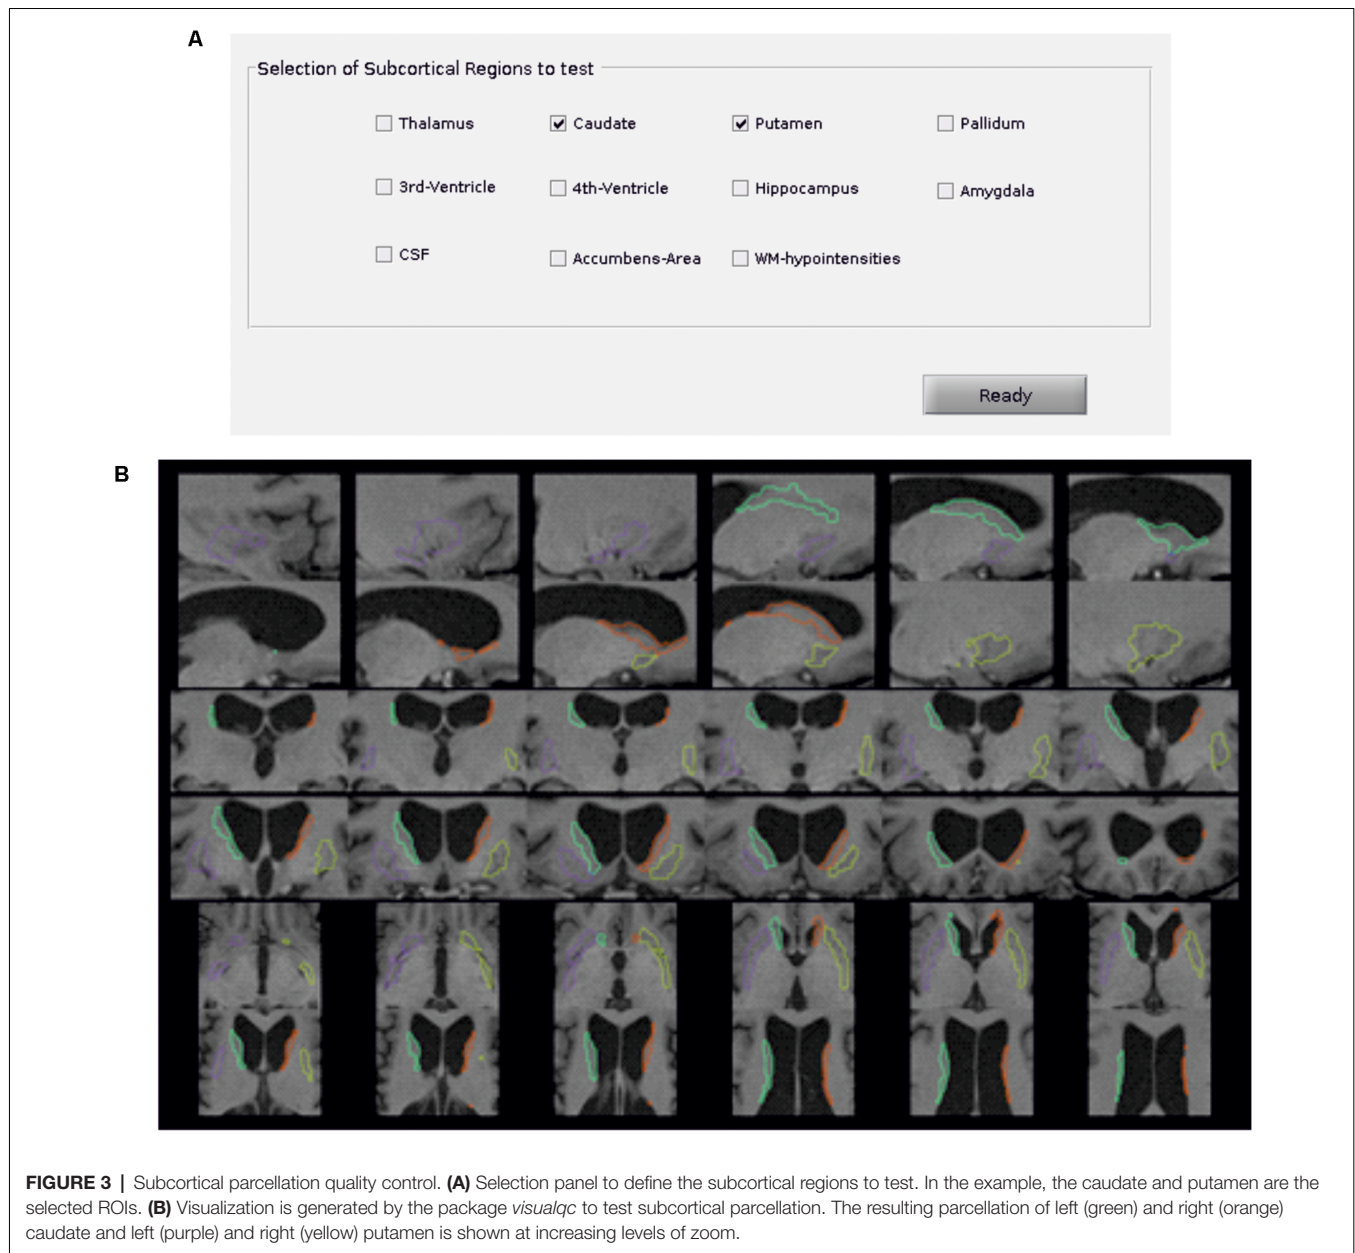 A
Selection of Subcortical Regions to test
Thalamus Caudate Putamen Pallidum
3rd-Ventricle 4th-Ventricle Hippocampus Amygdala
CSF Accumbens-Area WM-hypointensities
Ready
B
FIGURE 3 | Subcortical parcellation quality control. (A) Selection panel to define the subcortical regions to test. In the example, the caudate and putamen are the
selected ROIs. (B) Visualization is generated by the package visualqc to test subcortical parcellation. The resulting parcellation of left (green) and right (orange)
caudate and left (purple) and right (yellow) putamen is shown at increasing levels of zoom.